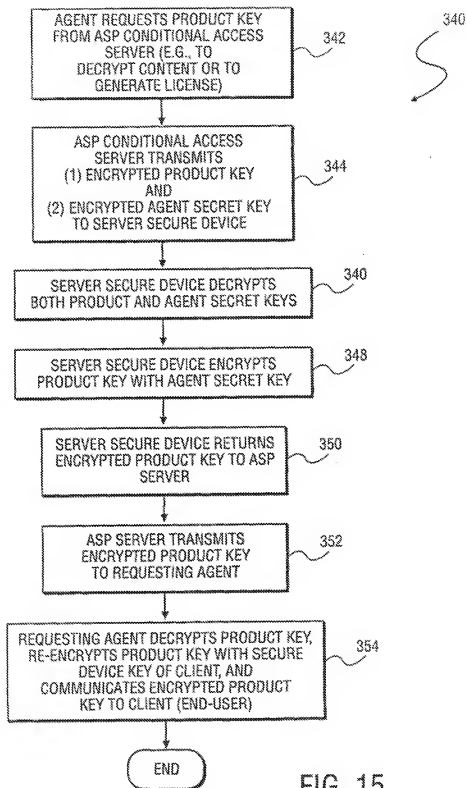 AGENT REQUESTS PRODUCT KEY
FROM ASP CONDITIONAL ACCESS
SERVER (E.G., TO
DECRYPT CONTENT OR TO
GENERATE LICENSE)
342
340
ASP CONDITIONAL ACCESS
SERVER TRANSMITS
(1) ENCRYPTED PRODUCT KEY
AND
(2) ENCRYPTED AGENT SECRET KEY
TO SERVER SECURE DEVICE
344
SERVER SECURE DEVICE DECRYPTS
BOTH PRODUCT AND AGENT SECRET KEYS
340
SERVER SECURE DEVICE ENCRYPTS
PRODUCT KEY WITH AGENT SECRET KEY
348
SERVER SECURE DEVICE RETURNS
ENCRYPTED PRODUCT KEY TO ASP
SERVER
350
ASP SERVER TRANSMITS
ENCRYPTED PRODUCT KEY
TO REQUESTING AGENT
352
REQUESTING AGENT DECRYPTS PRODUCT KEY,
RE-ENCRYPTS PRODUCT KEY WITH SECURE
DEVICE KEY OF CLIENT, AND
COMMUNICATES ENCRYPTED PRODUCT
KEY TO CLIENT (END-USER)
354
END
FIG. 15